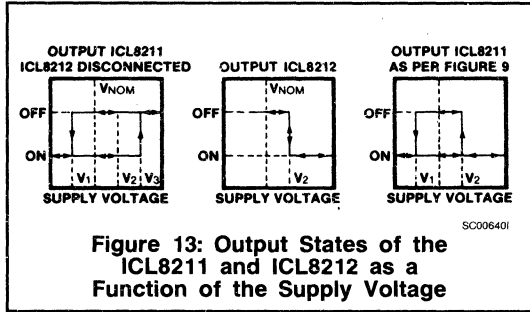 OUTPUT ICL8211
ICL8212 DISCONNECTED
VNOM
OFF
ON
V1
V2
V3
SUPPLY VOLTAGE
OUTPUT ICL8212
VNOM
OFF
ON
V2
SUPPLY VOLTAGE
OUTPUT ICL8211
AS PER FIGURE 9
OFF
ON
V1
V2
SUPPLY VOLTAGE
SC00640I
Figure 13: Output States of the
ICL8211 and ICL8212 as a
Function of the Supply Voltage